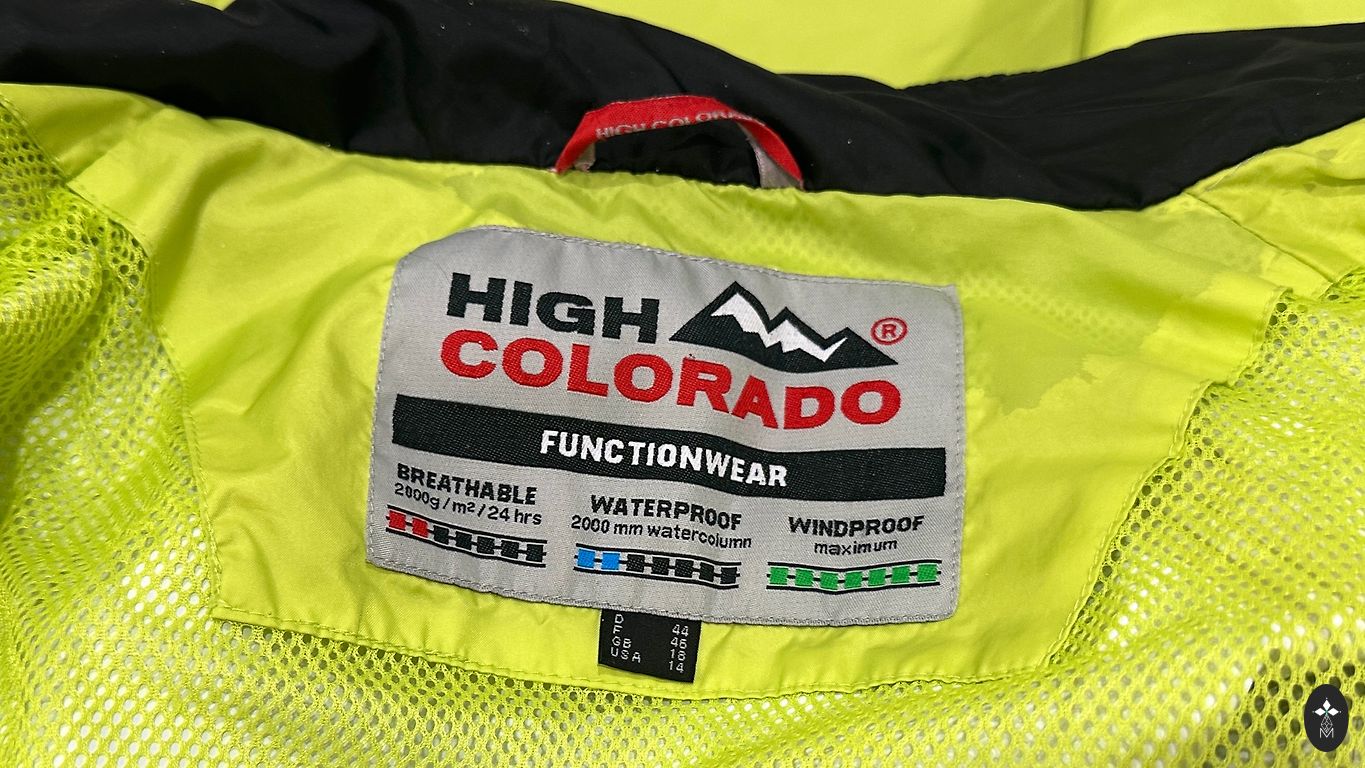 HIGH COLORADO
HIGH
COLORADO
®
FUNCTIONWEAR
BREATHABLE
2000g/m²/24 hrs
WATERPROOF
2000 mm watercolumn
WINDPROOF
maximum
D 44
F 46
GB 18
USA 14
M